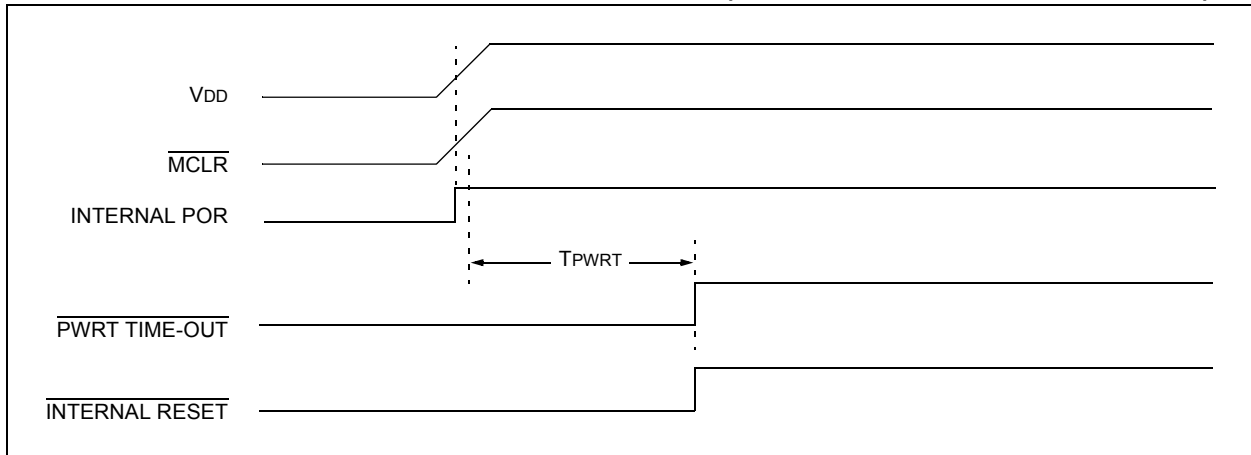 VDD
MCLR
INTERNAL POR
TPWRT
PWRT TIME-OUT
INTERNAL RESET